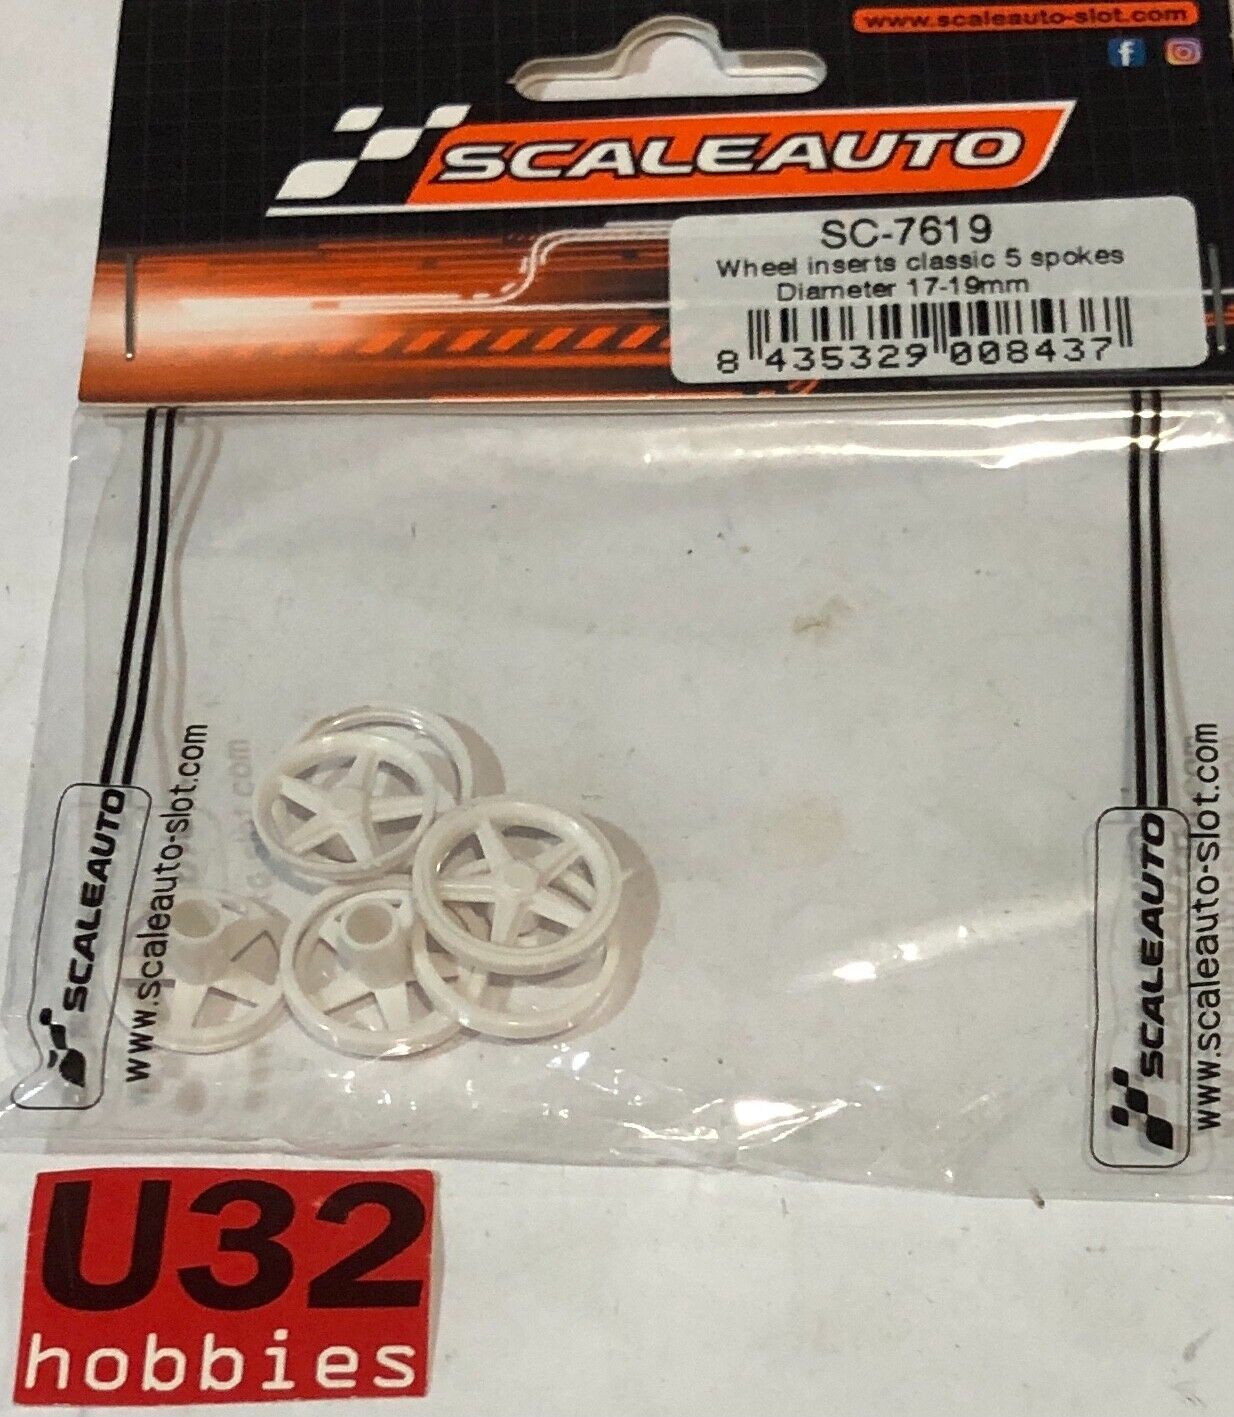 www.scaleauto-slot.com
SCALEAUTO
SC-7619
Wheel inserts classic 5 spokes
Diameter 17-19mm
8 435329 008437
SCALEAUTO
www.scaleauto-slot.com
SCALEAUTO
www.scaleauto-slot.com
U32
hobbies